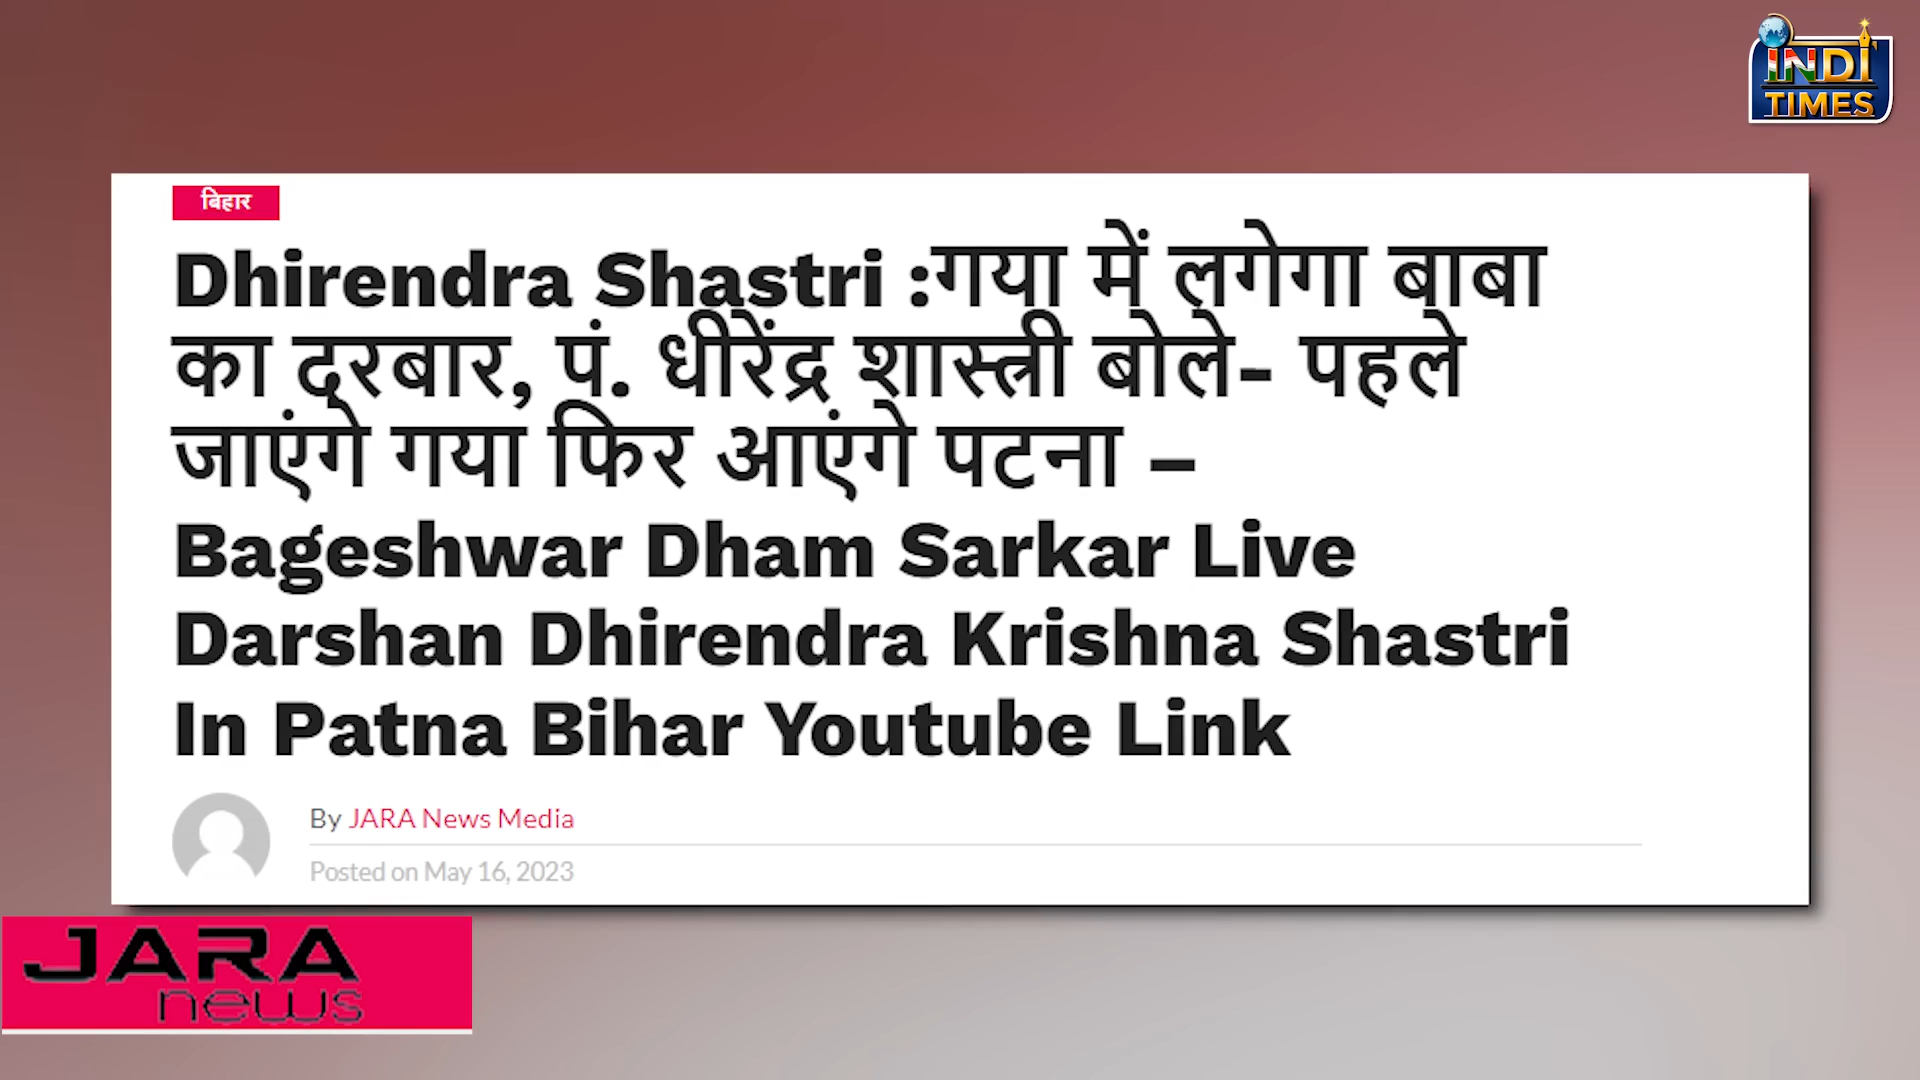 INDI
TIMES
बिहार
Dhirendra Shastri :गया में लगेगा बाबा
का दरबार, पं. धीरेंद्र शास्त्री बोले- पहले
जाएंगे गया फिर आएंगे पटना –
Bageshwar Dham Sarkar Live
Darshan Dhirendra Krishna Shastri
In Patna Bihar Youtube Link
By JARA News Media
Posted on May 16, 2023
JARA
news